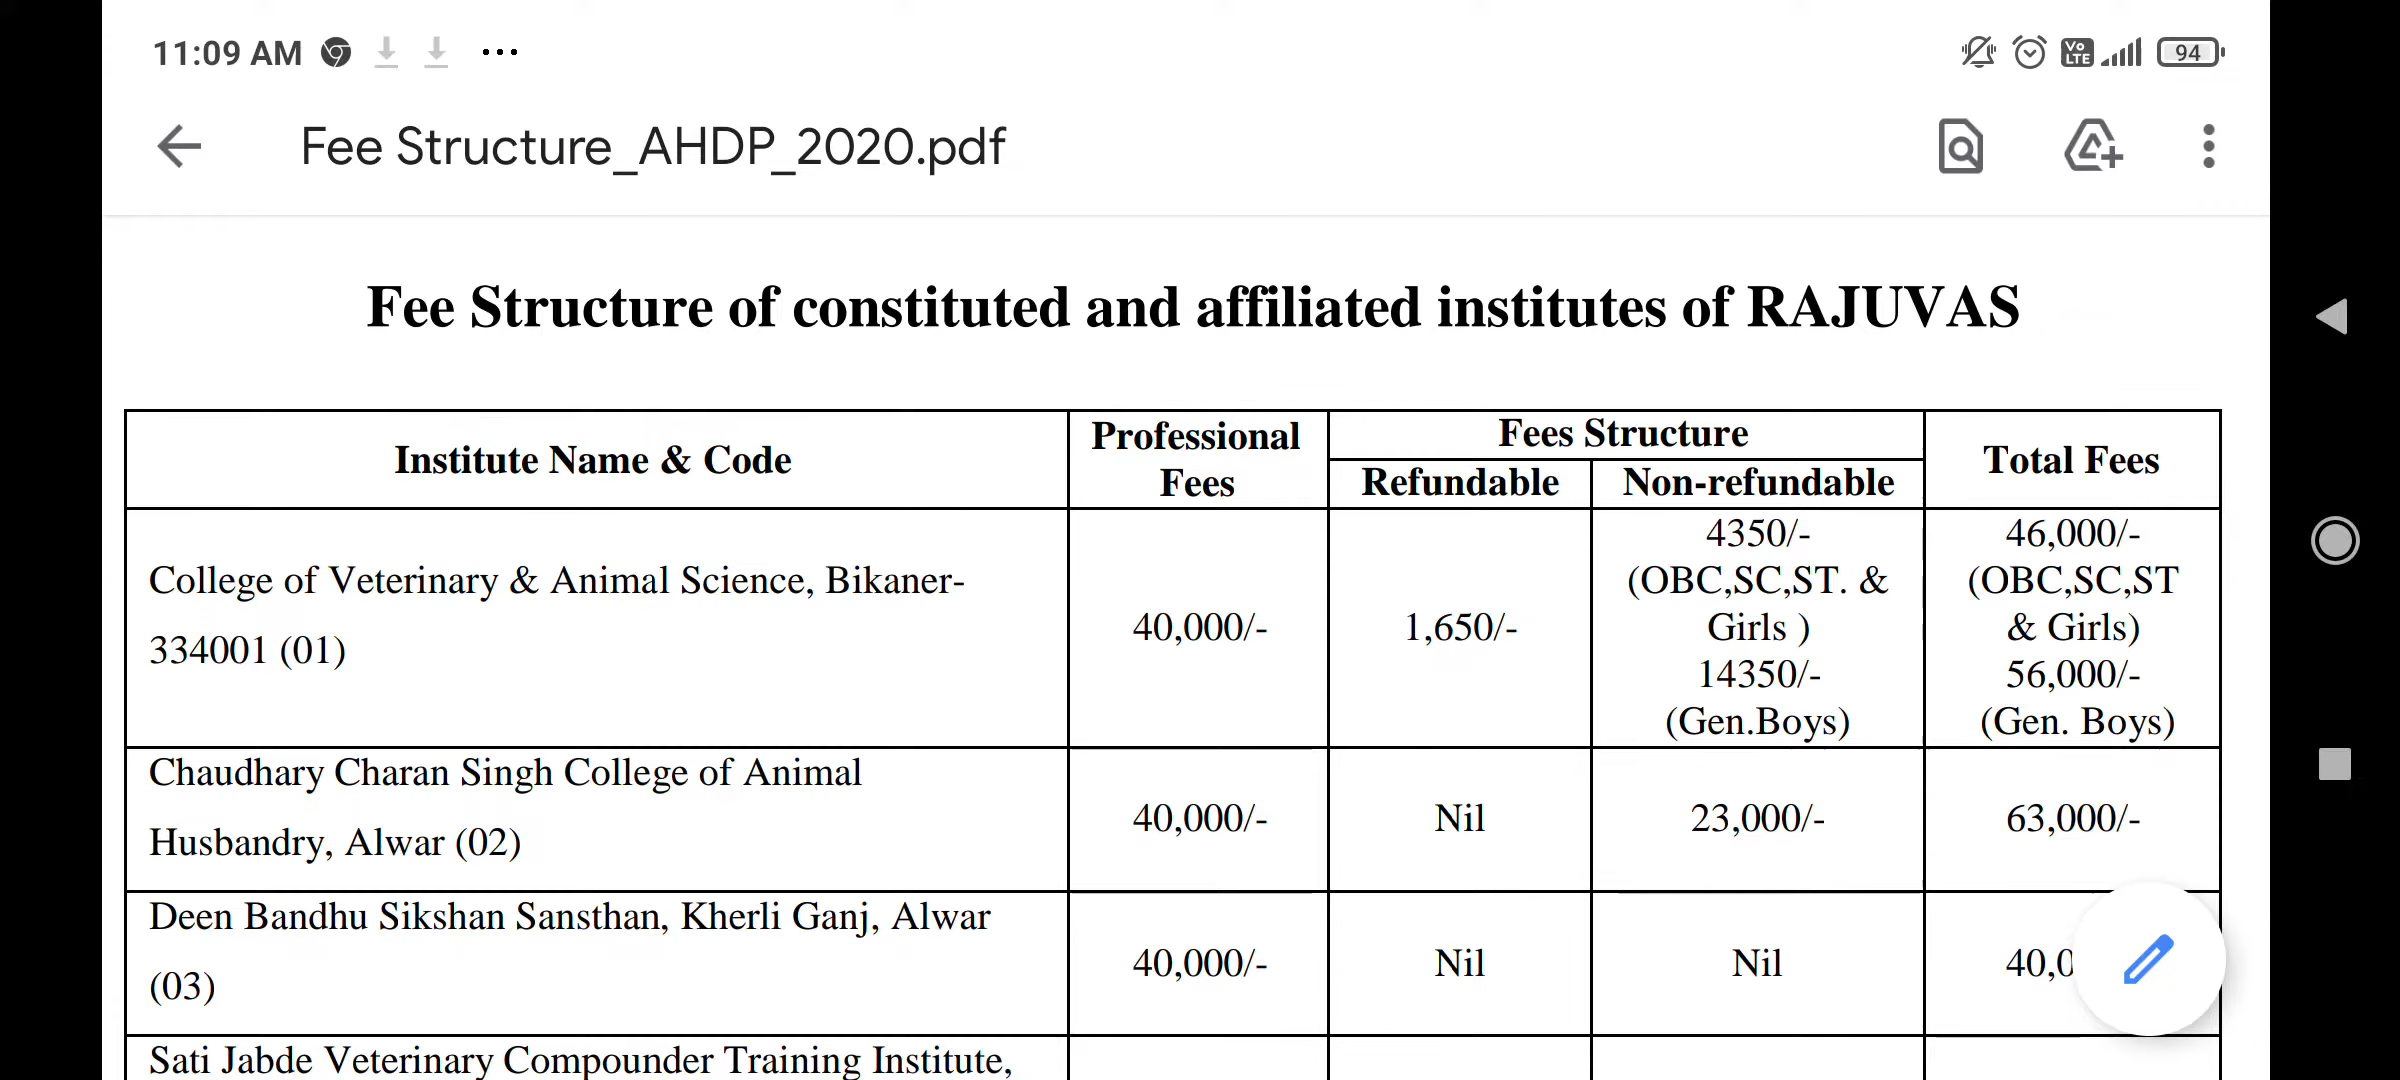 11:09 AM
Vo LTE
94
Fee Structure_AHDP_2020.pdf
Fee Structure of constituted and affiliated institutes of RAJUVAS
Institute Name & Code
Professional
Fees
Fees Structure
Refundable
Non-refundable
Total Fees
College of Veterinary & Animal Science, Bikaner-
334001 (01)
40,000/-
1,650/-
4350/-
(OBC,SC,ST. &
Girls )
14350/-
(Gen.Boys)
46,000/-
(OBC,SC,ST
& Girls)
56,000/-
(Gen. Boys)
Chaudhary Charan Singh College of Animal
Husbandry, Alwar (02)
40,000/-
Nil
23,000/-
63,000/-
Deen Bandhu Sikshan Sansthan, Kherli Ganj, Alwar
(03)
40,000/-
Nil
Nil
Sati Jabde Veterinary Compounder Training Institute,